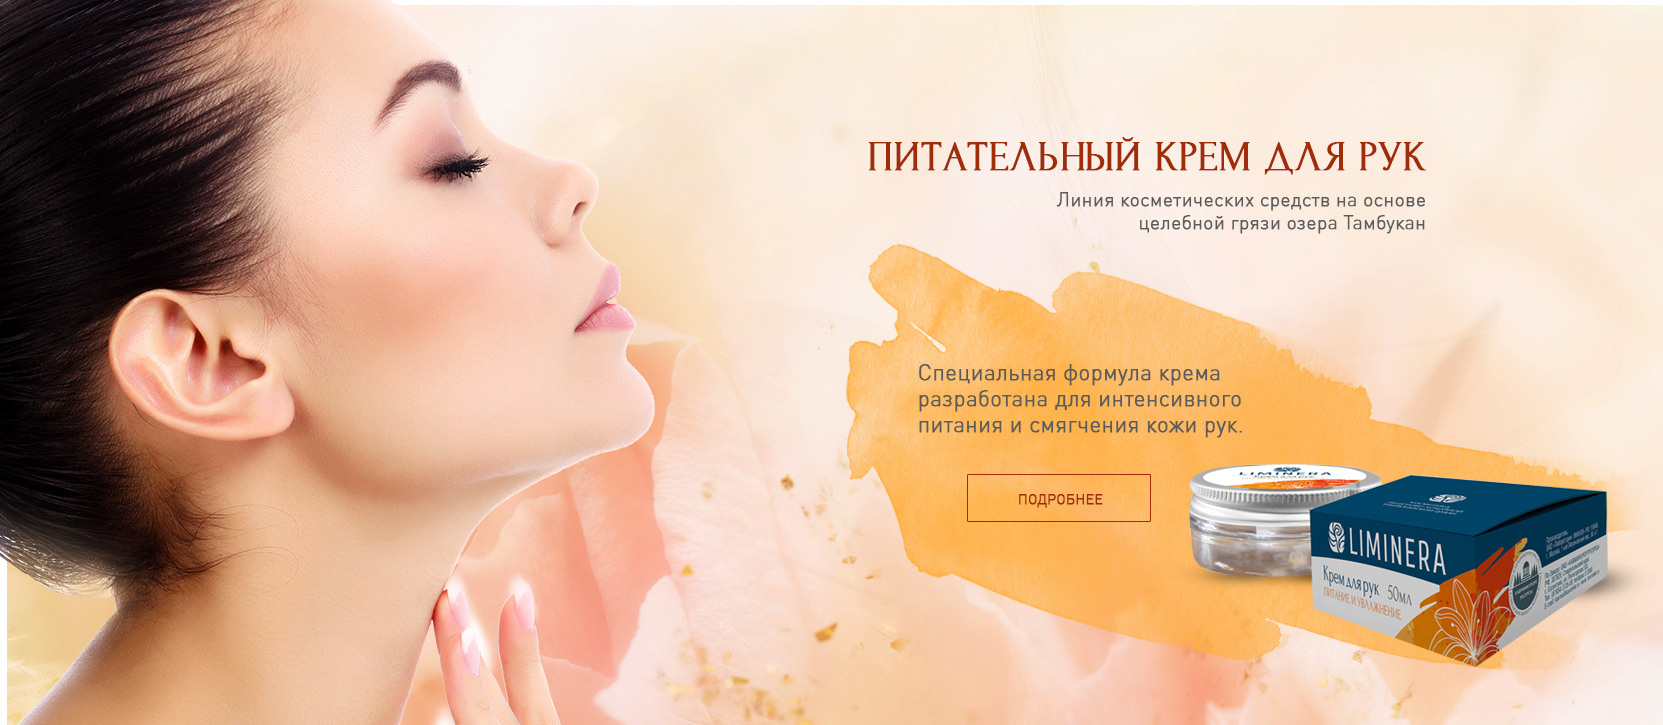 ПИТАТЕЛЬНЫЙ КРЕМ ДЛЯ РУК
Линия косметических средств на основе
целебной грязи озера Тамбукан
Специальная формула крема
разработана для интенсивного
питания и смягчения кожи рук.
ПОДРОБНЕЕ
LIMINERA
LIMINERA
Крем для рук 50мл
ПИТАНИЕ И УВЛАЖНЕНИЕ